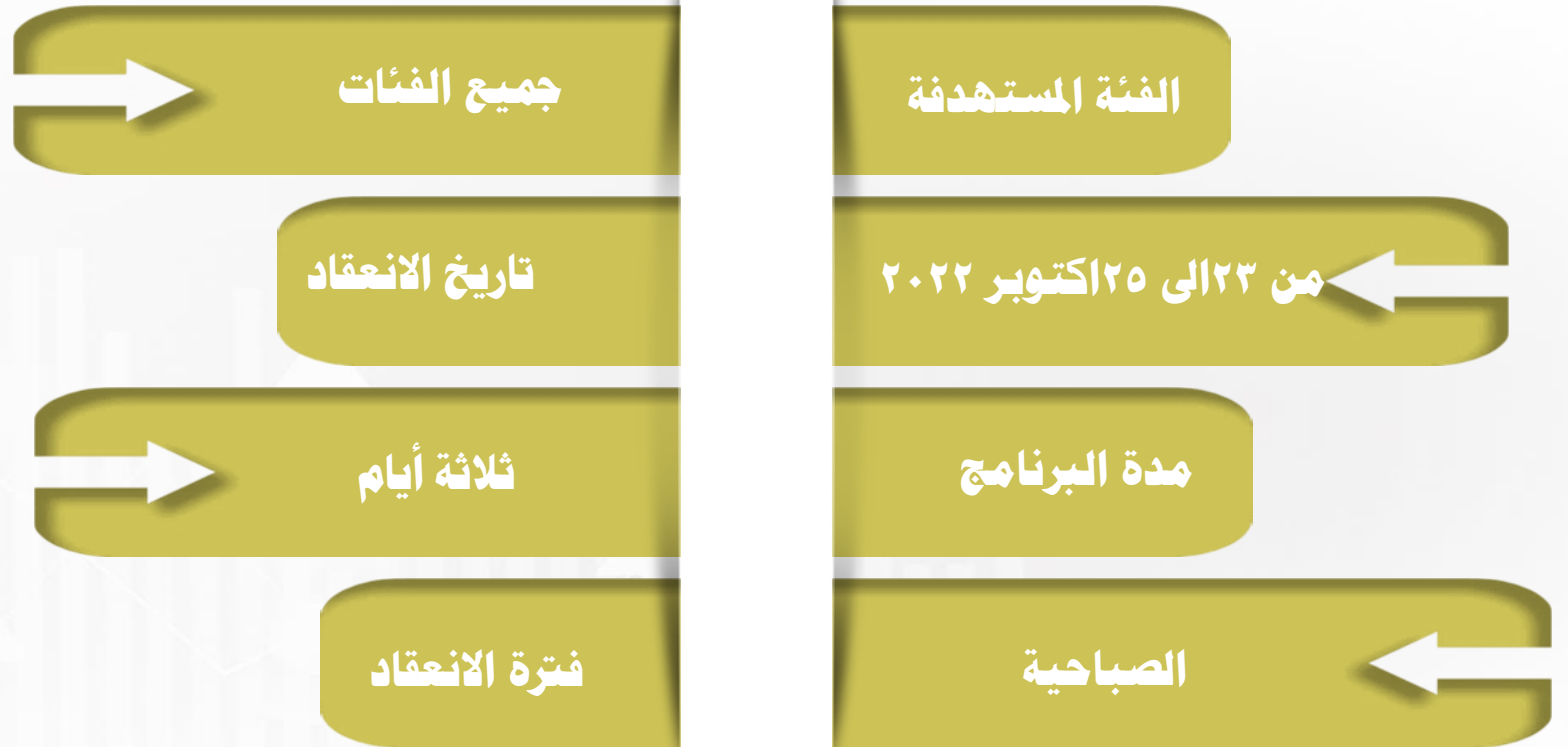 الفئة المستهدفة
جميع الفئات
من ٢٣الى ٢٥اكتوبر ٢٠٢٢
تاريخ الانعقاد
مدة البرنامج
ثلاثة أيام
الصباحية
فترة الانعقاد